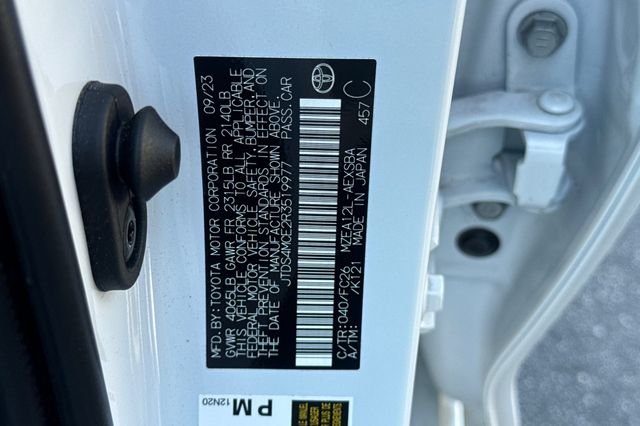 MFD. BY: TOYOTA MOTOR CORPORATION 09/23
GVWR 4065LB GAWR FR 2315LB RR 2140LB
THIS VEHICLE CONFORMS TO ALL APPLICABLE
FEDERAL MOTOR VEHICLE SAFETY, BUMPER AND
THEFT PREVENTION STANDARDS IN EFFECT ON
THE DATE OF MANUFACTURE SHOWN ABOVE.
JTDS4MCE2R3519977 PASS.CAR
457 C
C/TR: 040/FC26 MZEA12L-AEXSBA
A/TM: /K121 MADE IN JAPAN
12N20
PM